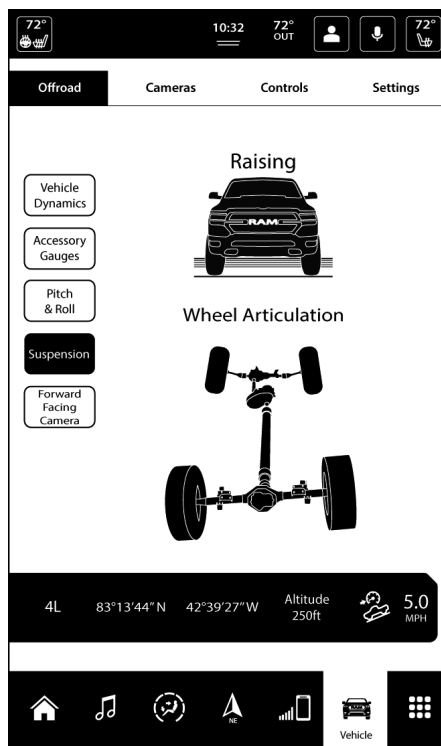 72°
10:32
72°
OUT
72°
Offroad
Cameras
Controls
Settings
Raising
RAM
Vehicle
Dynamics
Accessory
Gauges
Pitch
& Roll
Suspension
Forward
Facing
Camera
Wheel Articulation
4L
83°13'44"N
42°39'27"W
Altitude
250ft
5.0
MPH
NE
Vehicle